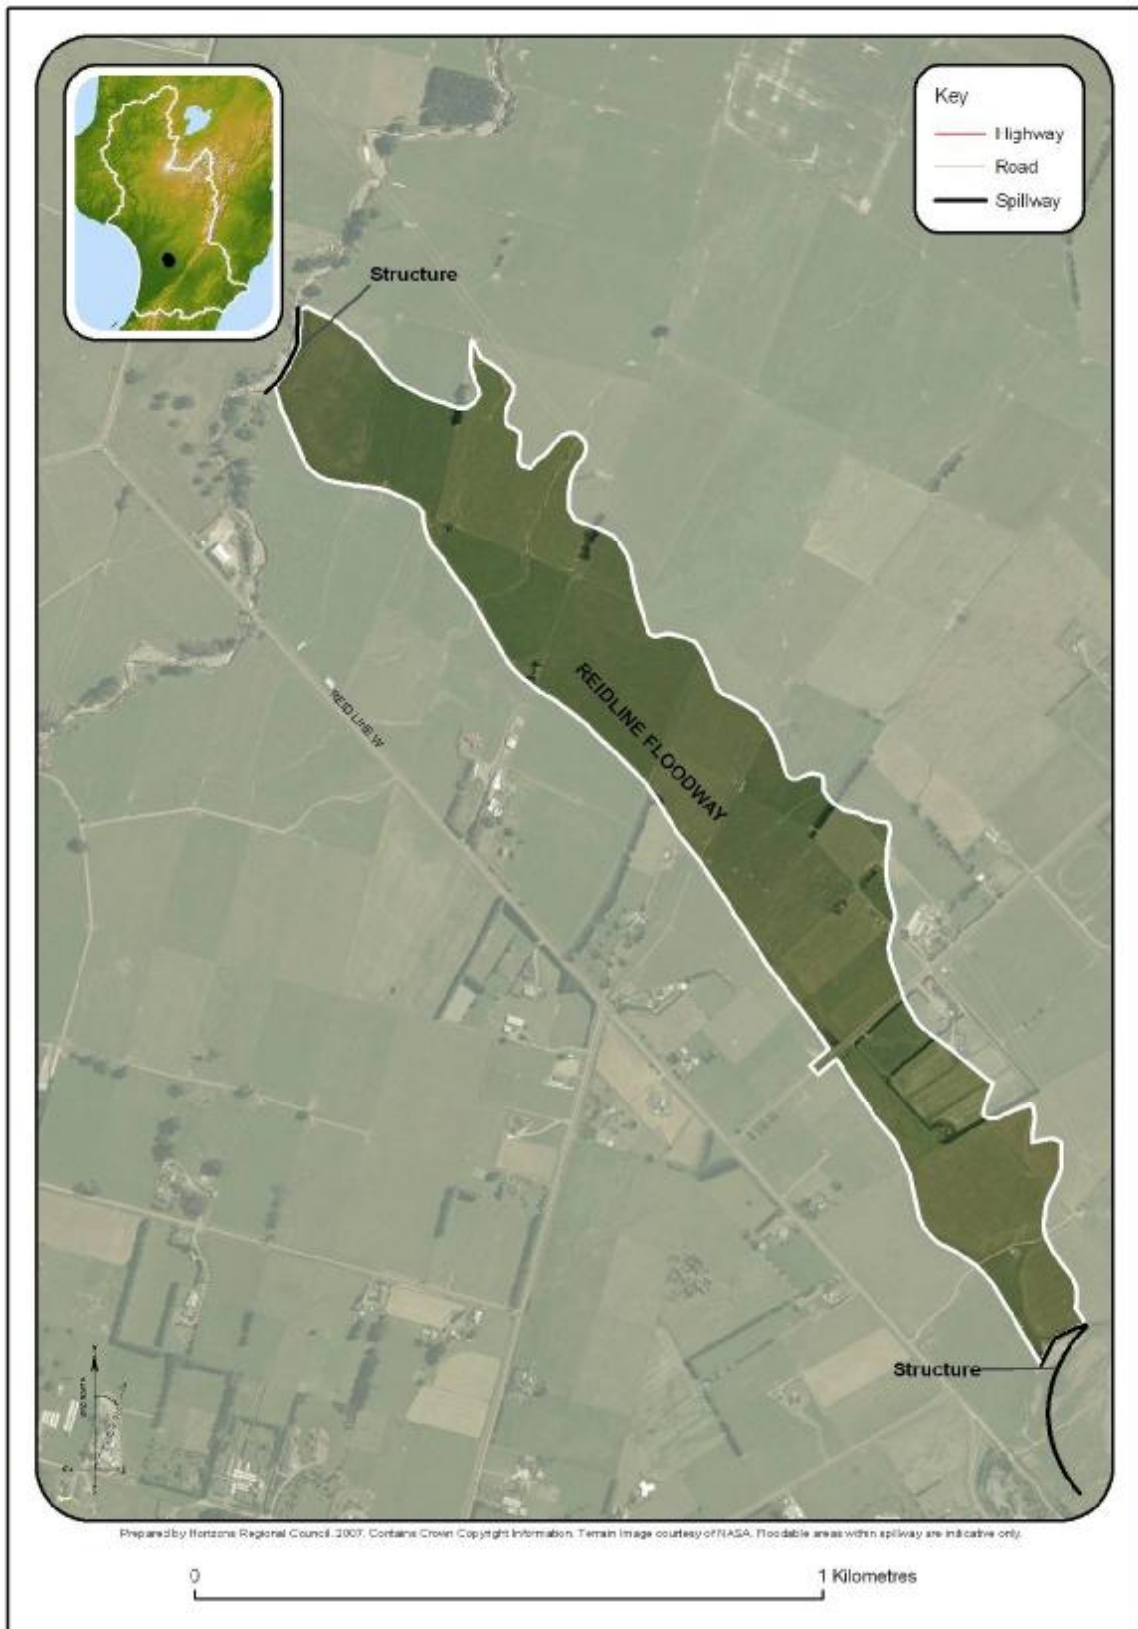 Key
Highway
Road
Spillway
Structure
REID LINE W
REIDLINE FLOODWAY
Structure
Prepared by Horizons Regional Council. 2007. Contains Crown Copyright Information. Terrain Image courtesy of NASA. Floodable areas within spillway are indicative only.
0
1 Kilometres